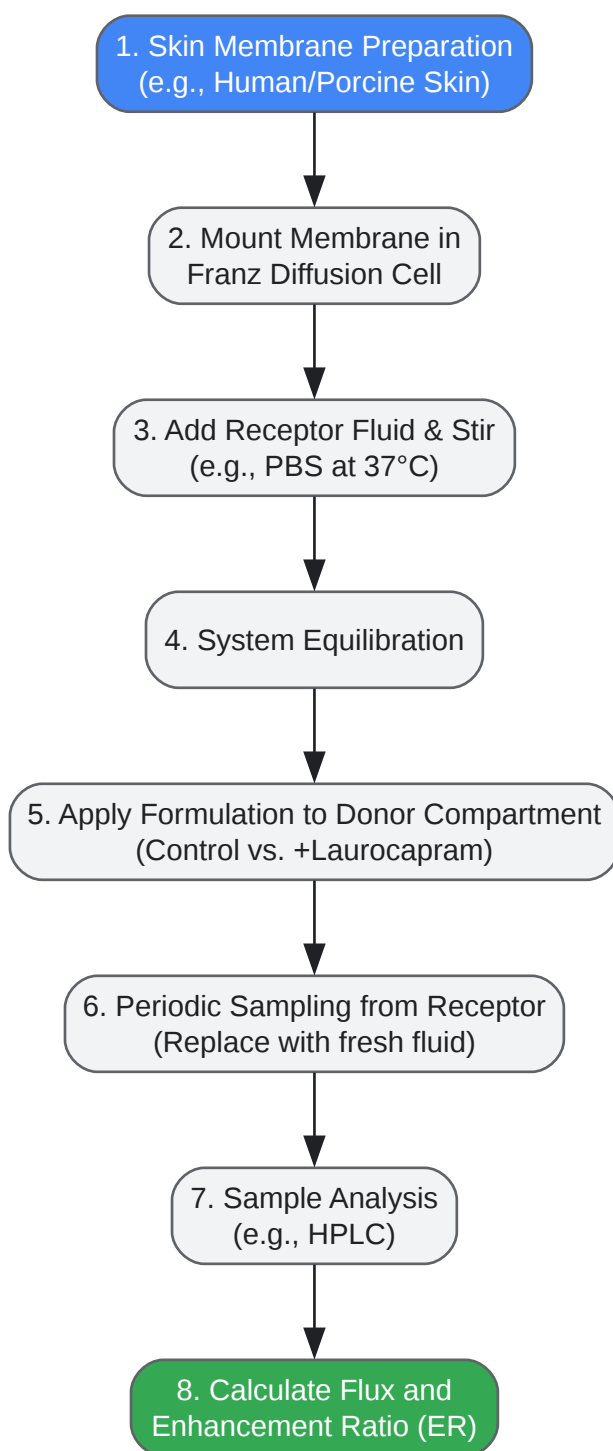 1. Skin Membrane Preparation
(e.g., Human/Porcine Skin)
2. Mount Membrane in
Franz Diffusion Cell
3. Add Receptor Fluid & Stir
(e.g., PBS at 37°C)
4. System Equilibration
5. Apply Formulation to Donor Compartment
(Control vs. +Laurocapram)
6. Periodic Sampling from Receptor
(Replace with fresh fluid)
7. Sample Analysis
(e.g., HPLC)
8. Calculate Flux and
Enhancement Ratio (ER)